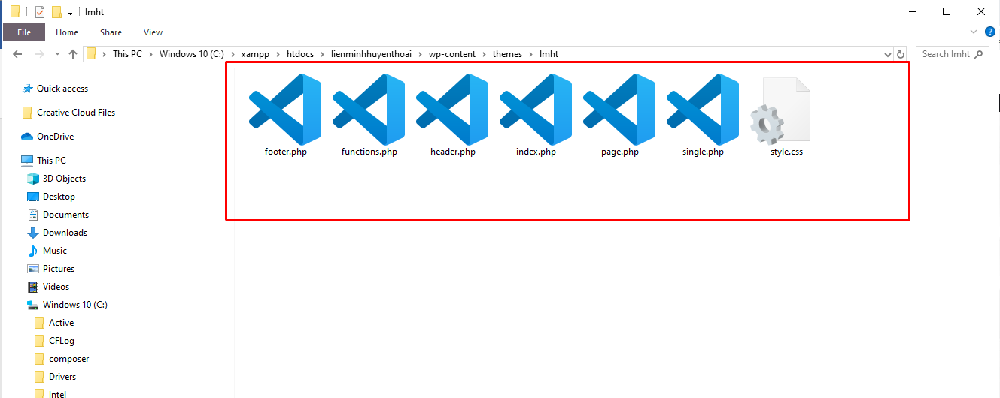 lmht
File Home Share View
This PC Windows 10 (C:) xampp htdocs lienminhhuyenthoai wp-content themes lmht Search lmht
Quick access
Creative Cloud Files
OneDrive
This PC
3D Objects
Desktop
Documents
Downloads
Music
Pictures
Videos
Windows 10 (C:)
Active
CFLog
composer
Drivers
Intel
footer.php functions.php header.php index.php page.php single.php style.css